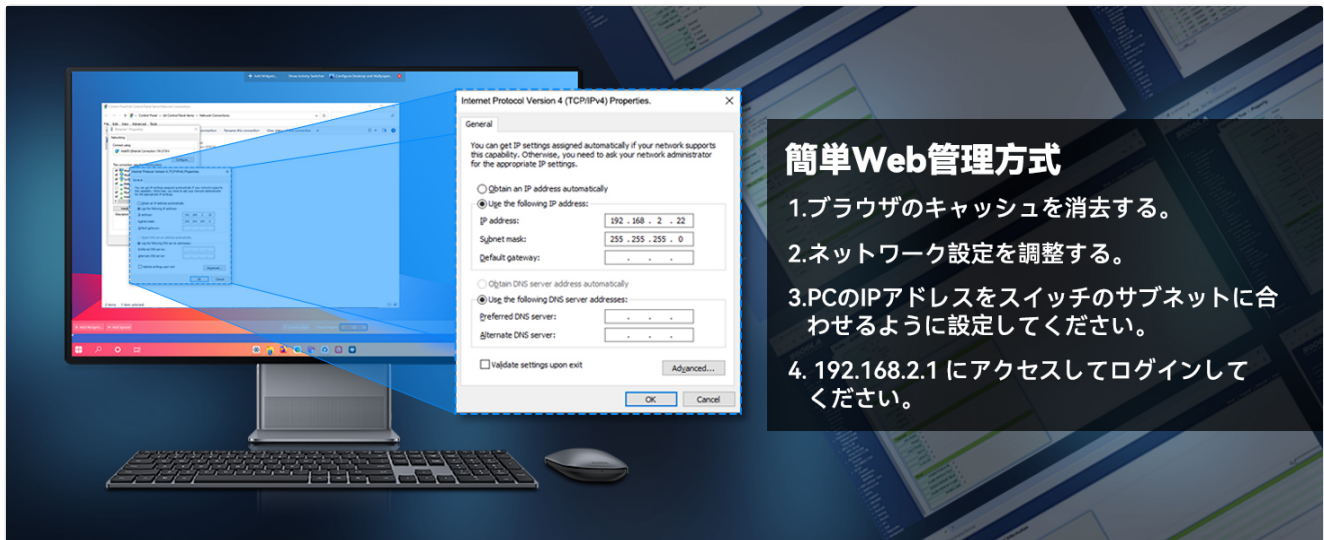 Internet Protocol Version 4 (TCP/IPv4) Properties.
General
You can get IP settings assigned automatically if your network supports
this capability. Otherwise, you need to ask your network administrator
for the appropriate IP settings.
Obtain an IP address automatically
Use the following IP address:
IP address: 192 . 168 . 2 . 22
Subnet mask: 255 . 255 . 255 . 0
Default gateway: . . .
Obtain DNS server address automatically
Use the following DNS server addresses:
Preferred DNS server: . . .
Alternate DNS server: . . .
Validate settings upon exit
Advanced...
OK Cancel
簡単Web管理方式
1.ブラウザのキャッシュを消去する。
2.ネットワーク設定を調整する。
3.PCのIPアドレスをスイッチのサブネットに合
わせるように設定してください。
4. 192.168.2.1 にアクセスしてログインして
ください。